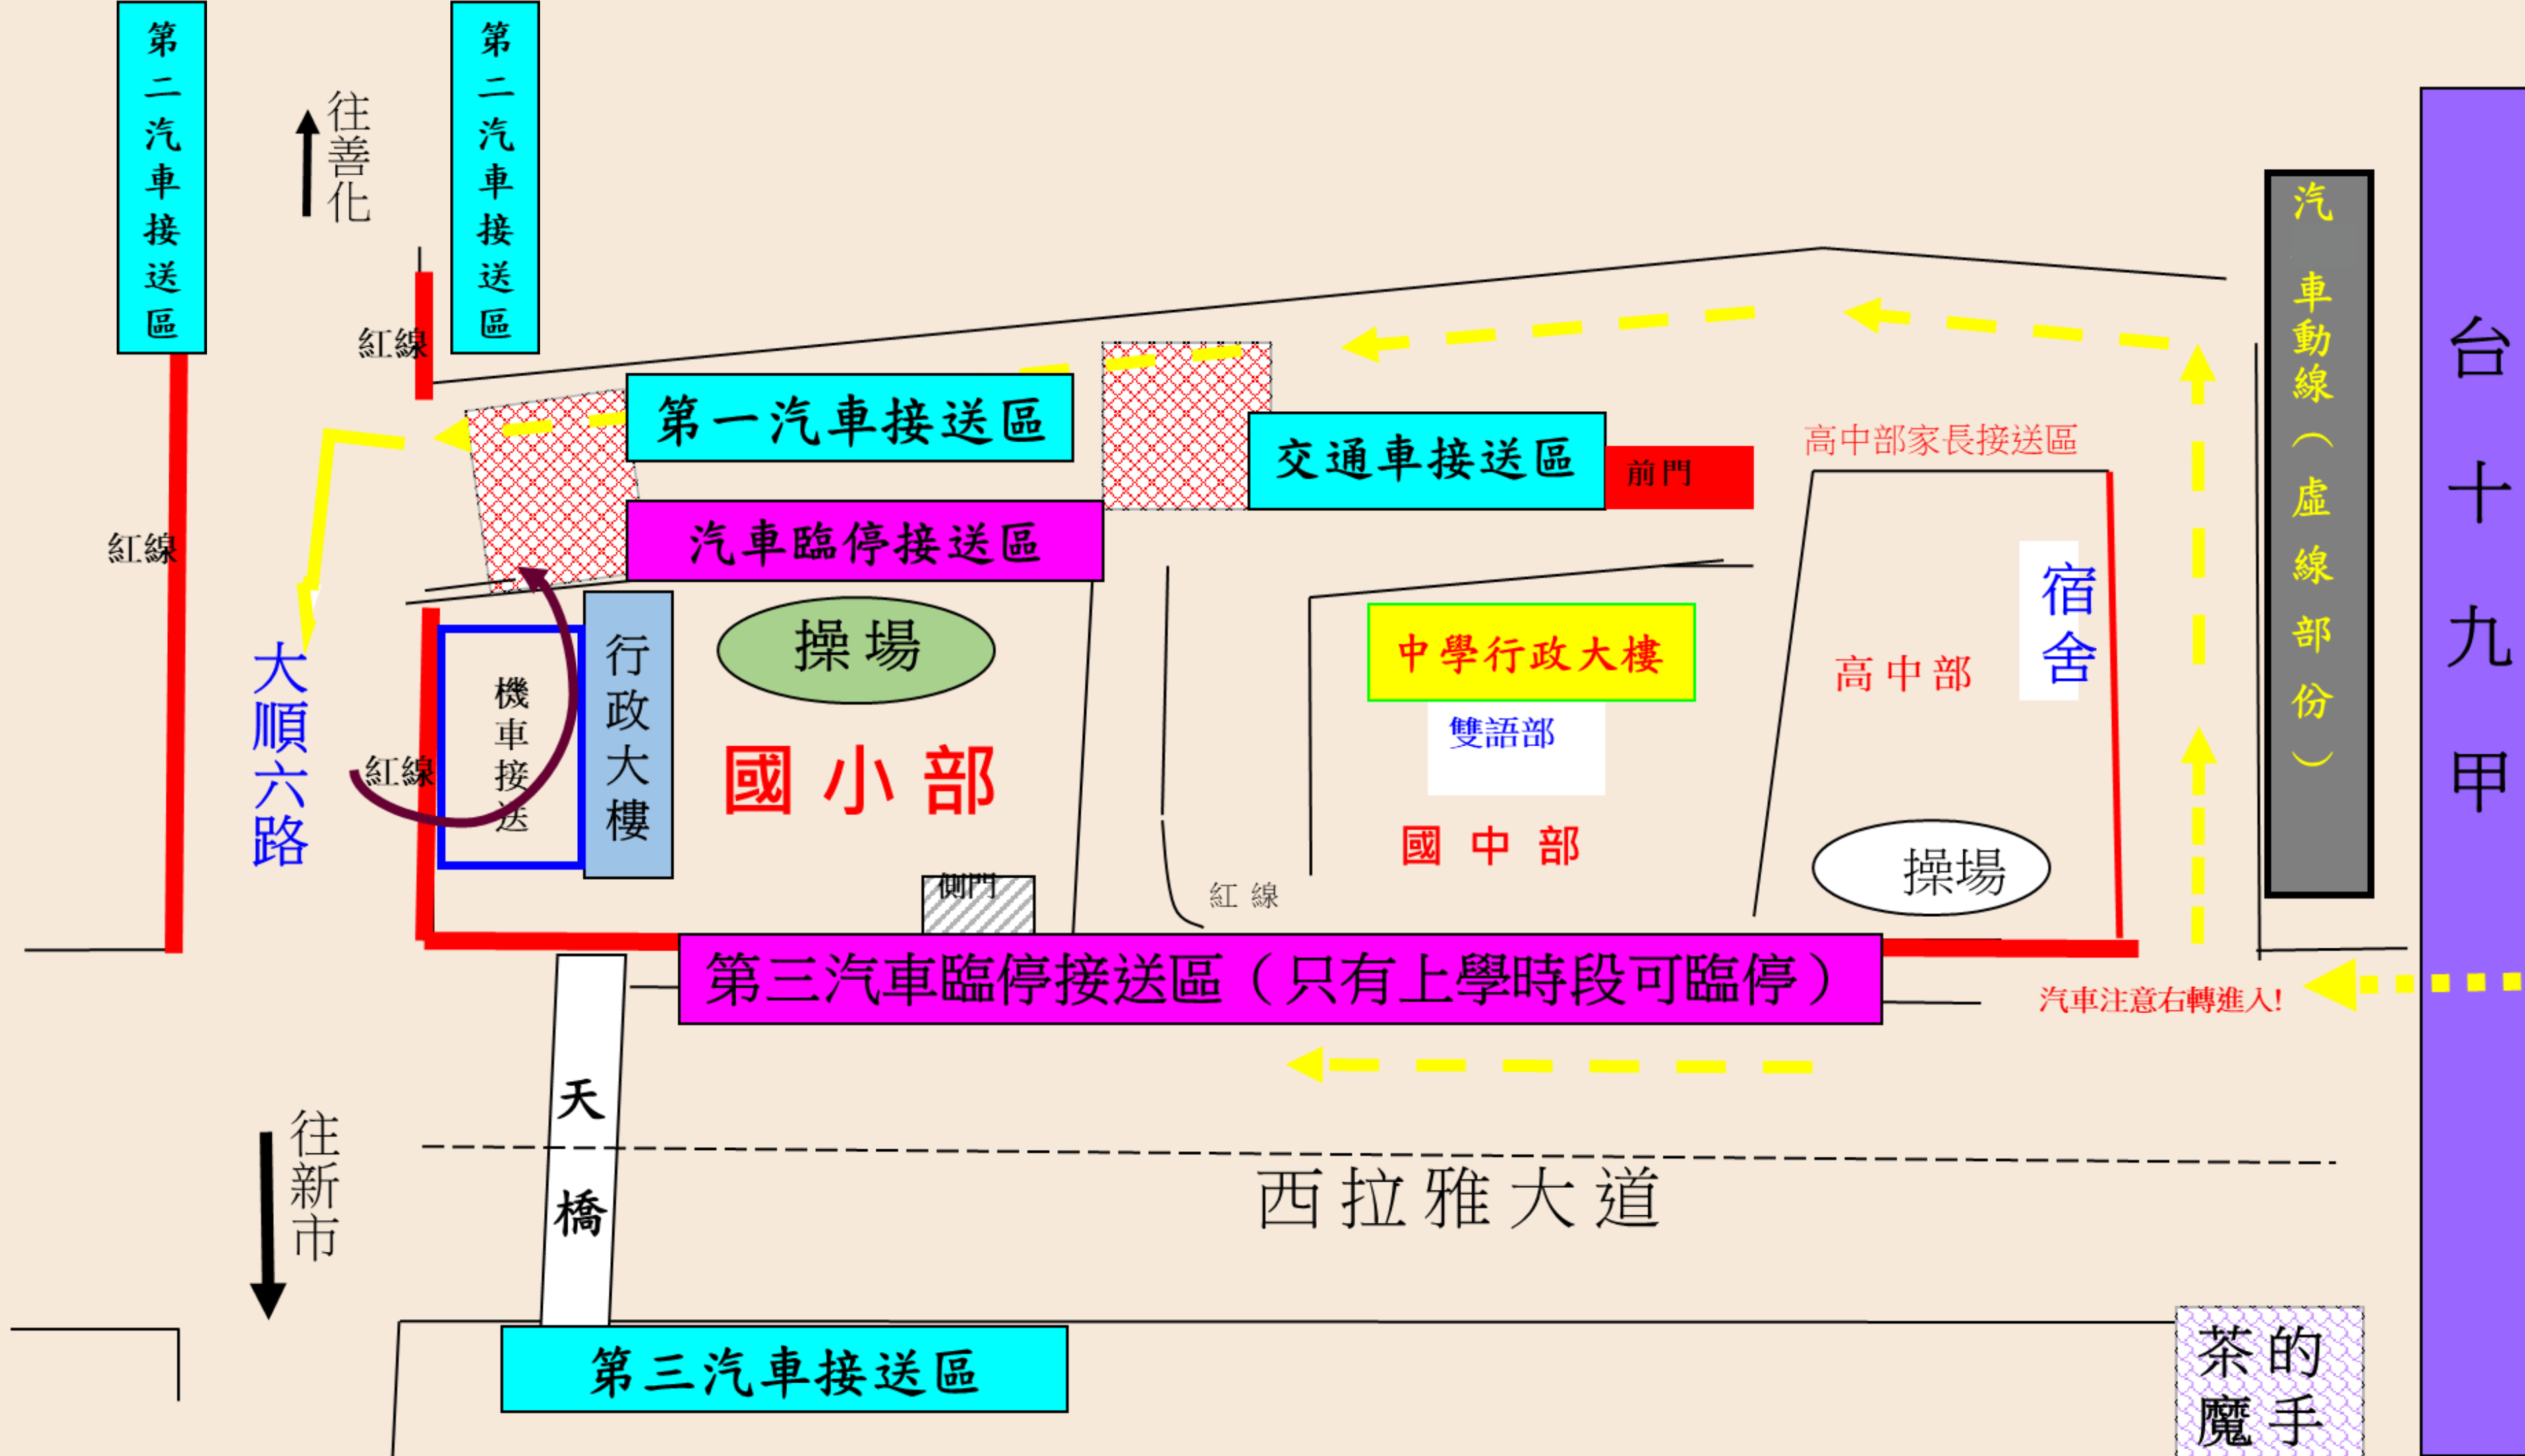 第二汽車接送區
往善化
第二汽車接送區
紅線
紅線
汽車動線（虛線部份）
台十九甲
第一汽車接送區
交通車接送區
前門
高中部家長接送區
汽車臨停接送區
宿舍
操場
中學行政大樓
高中部
雙語部
大順六路
紅線
機車接送
行政大樓
國小部
國中部
操場
側門
紅線
第三汽車臨停接送區（只有上學時段可臨停）
汽車注意右轉進入!
天橋
往新市
西拉雅大道
第三汽車接送區
茶的
魔手